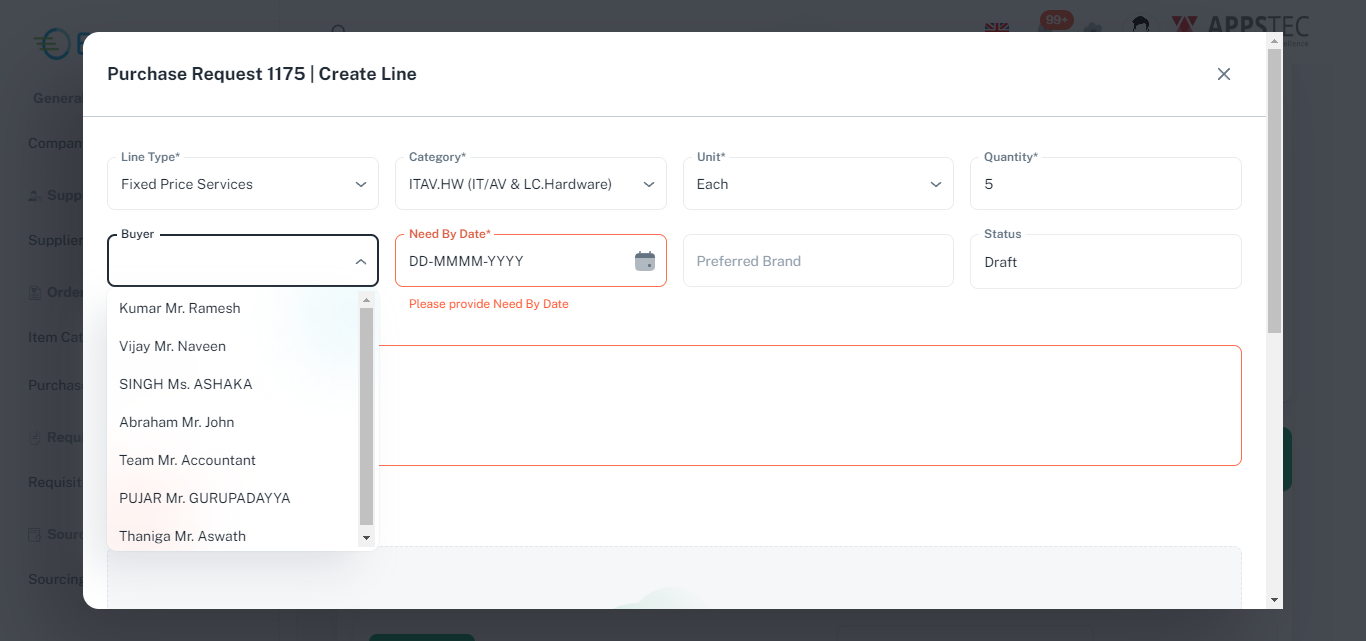 99+
APPSTEC
Purchase Request 1175 | Create Line
Line Type*
Fixed Price Services
Category*
ITAV.HW (IT/AV & LC.Hardware)
Unit*
Each
Quantity*
5
Buyer
Need By Date*
DD-MMMM-YYYY
Please provide Need By Date
Preferred Brand
Status
Draft
Kumar Mr. Ramesh
Vijay Mr. Naveen
SINGH Ms. ASHAKA
Abraham Mr. John
Team Mr. Accountant
PUJAR Mr. GURUPADAYYA
Thaniga Mr. Aswath
Genera
Compan
Supp
Supplier
Order
Item Cat
Purchas
Requi
Requisit
Sourc
Sourcing